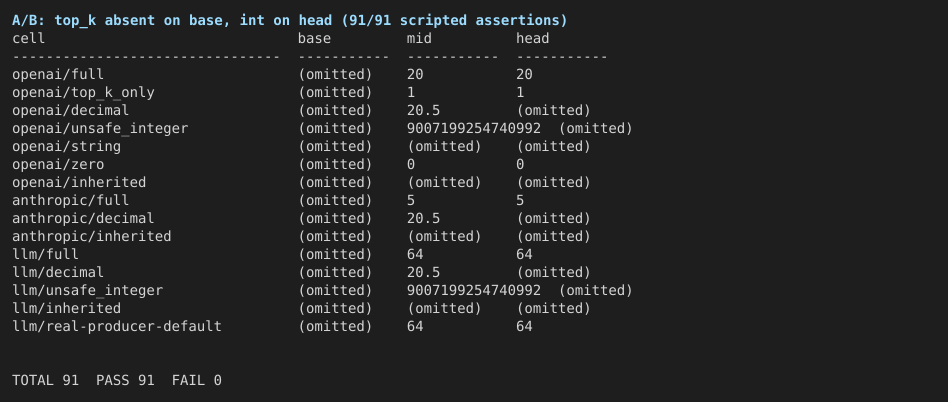 A/B: top_k absent on base, int on head (91/91 scripted assertions)
cell                              base         mid          head
--------------------------------  -----------  -----------  -----------
openai/full                       (omitted)    20           20
openai/top_k_only                 (omitted)    1            1
openai/decimal                    (omitted)    20.5         (omitted)
openai/unsafe_integer             (omitted)    9007199254740992  (omitted)
openai/string                     (omitted)    (omitted)    (omitted)
openai/zero                       (omitted)    0            0
openai/inherited                  (omitted)    (omitted)    (omitted)
anthropic/full                    (omitted)    5            5
anthropic/decimal                 (omitted)    20.5         (omitted)
anthropic/inherited               (omitted)    (omitted)    (omitted)
llm/full                          (omitted)    64           64
llm/decimal                       (omitted)    20.5         (omitted)
llm/unsafe_integer                (omitted)    9007199254740992  (omitted)
llm/inherited                     (omitted)    (omitted)    (omitted)
llm/real-producer-default         (omitted)    64           64
TOTAL 91  PASS 91  FAIL 0